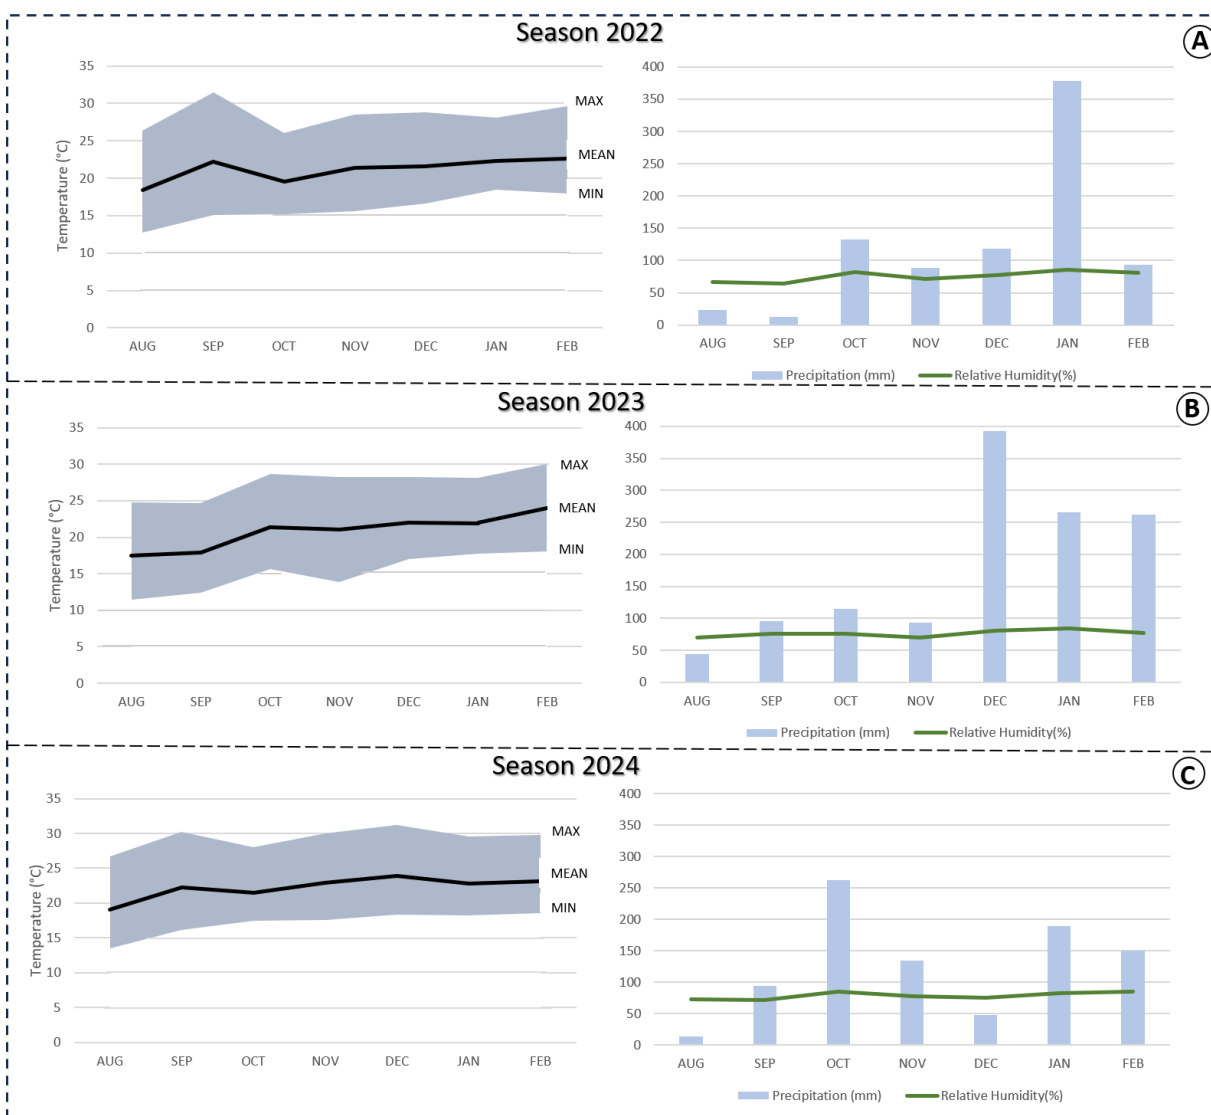 Season 2022
A
Temperature (°C)
35
30
25
20
15
10
5
0
MAX
MEAN
MIN
AUG SEP OCT NOV DEC JAN FEB
400
350
300
250
200
150
100
50
0
AUG SEP OCT NOV DEC JAN FEB
Precipitation (mm) Relative Humidity(%)
Season 2023
B
Temperature (°C)
35
30
25
20
15
10
5
0
MAX
MEAN
MIN
AUG SEP OCT NOV DEC JAN FEB
400
350
300
250
200
150
100
50
0
AUG SEP OCT NOV DEC JAN FEB
Precipitation (mm) Relative Humidity(%)
Season 2024
C
Temperature (°C)
35
30
25
20
15
10
5
0
MAX
MEAN
MIN
AUG SEP OCT NOV DEC JAN FEB
400
350
300
250
200
150
100
50
0
AUG SEP OCT NOV DEC JAN FEB
Precipitation (mm) Relative Humidity(%)